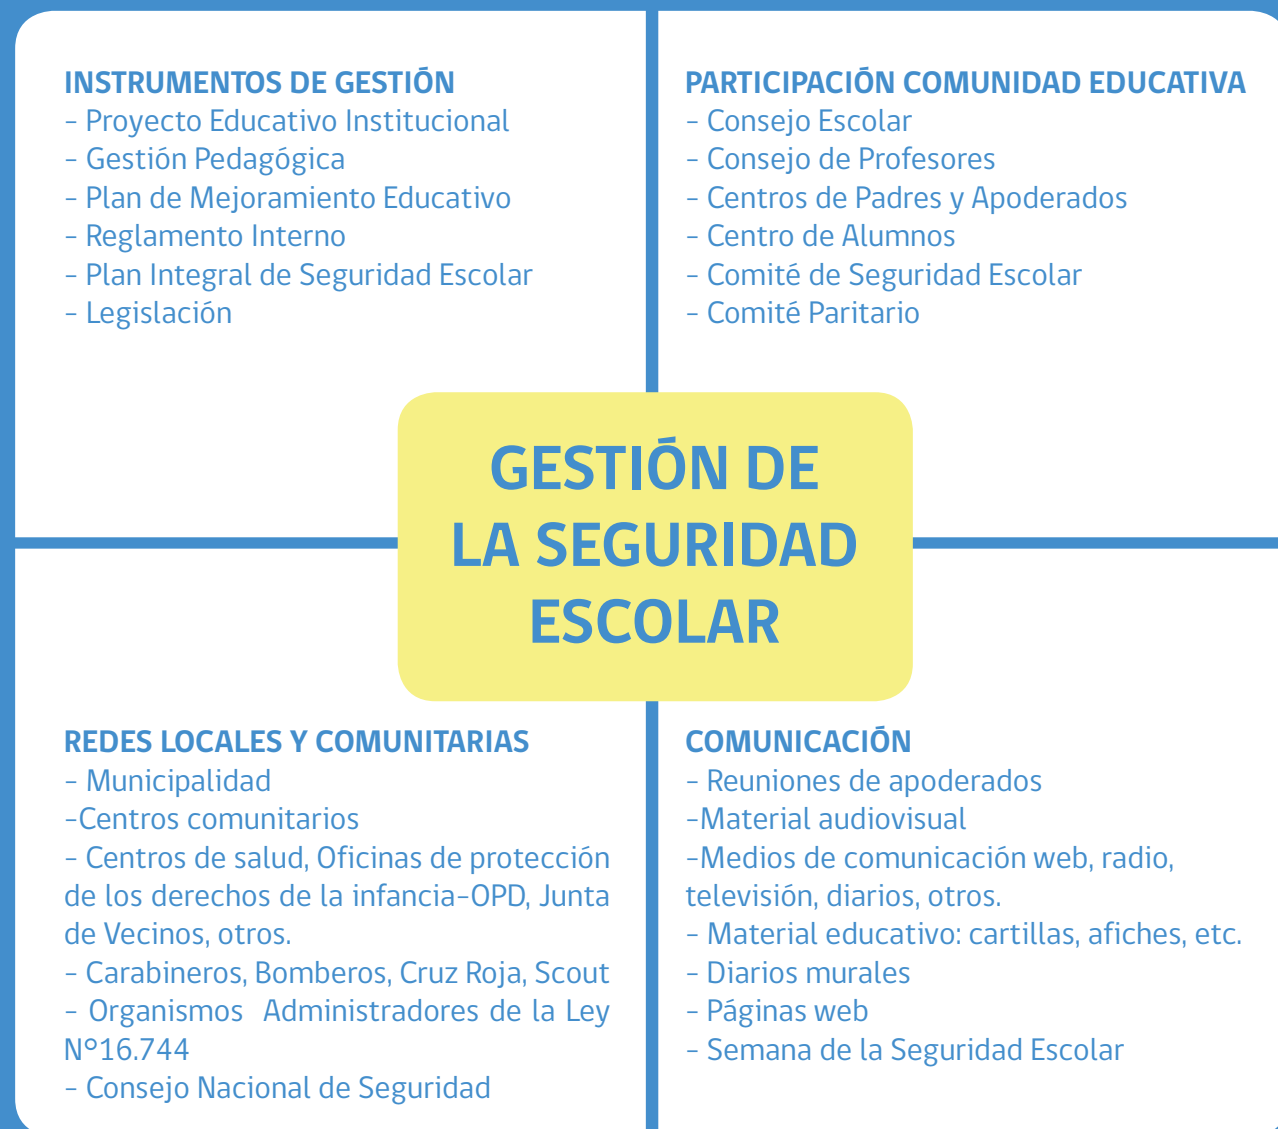 INSTRUMENTOS DE GESTIÓN
- Proyecto Educativo Institucional
- Gestión Pedagógica
- Plan de Mejoramiento Educativo
- Reglamento Interno
- Plan Integral de Seguridad Escolar
- Legislación
PARTICIPACIÓN COMUNIDAD EDUCATIVA
- Consejo Escolar
- Consejo de Profesores
- Centros de Padres y Apoderados
- Centro de Alumnos
- Comité de Seguridad Escolar
- Comité Paritario
GESTIÓN DE
LA SEGURIDAD
ESCOLAR
REDES LOCALES Y COMUNITARIAS
- Municipalidad
-Centros comunitarios
- Centros de salud, Oficinas de protección
de los derechos de la infancia-OPD, Junta
de Vecinos, otros.
- Carabineros, Bomberos, Cruz Roja, Scout
- Organismos Administradores de la Ley
N°16.744
- Consejo Nacional de Seguridad
COMUNICACIÓN
- Reuniones de apoderados
-Material audiovisual
-Medios de comunicación web, radio,
televisión, diarios, otros.
- Material educativo: cartillas, afiches, etc.
- Diarios murales
- Páginas web
- Semana de la Seguridad Escolar